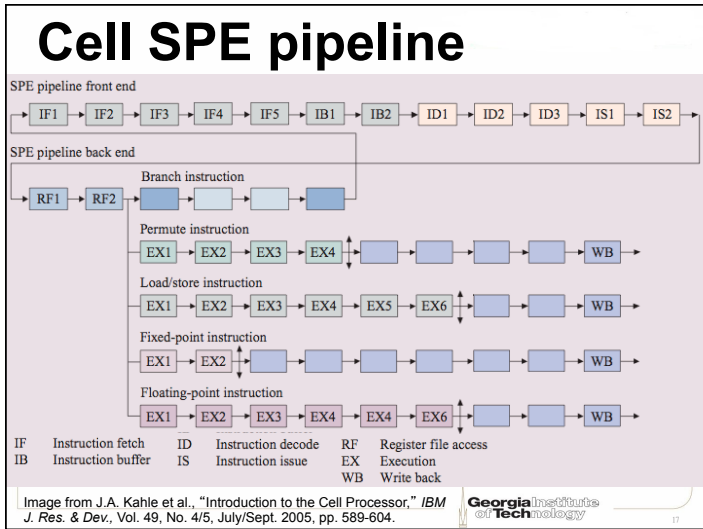 Cell SPE pipeline
SPE pipeline front end
IF1 IF2 IF3 IF4 IF5 IB1 IB2 ID1 ID2 ID3 IS1 IS2
SPE pipeline back end
Branch instruction
RF1 RF2
Permute instruction
EX1 EX2 EX3 EX4 WB
Load/store instruction
EX1 EX2 EX3 EX4 EX5 EX6 WB
Fixed-point instruction
EX1 EX2 WB
Floating-point instruction
EX1 EX2 EX3 EX4 EX4 EX6 WB
IF Instruction fetch ID Instruction decode RF Register file access
IB Instruction buffer IS Instruction issue EX Execution
WB Write back
Image from J.A. Kahle et al., “Introduction to the Cell Processor,” IBM
J. Res. & Dev., Vol. 49, No. 4/5, July/Sept. 2005, pp. 589-604.
Georgia Institute
of Technology
17